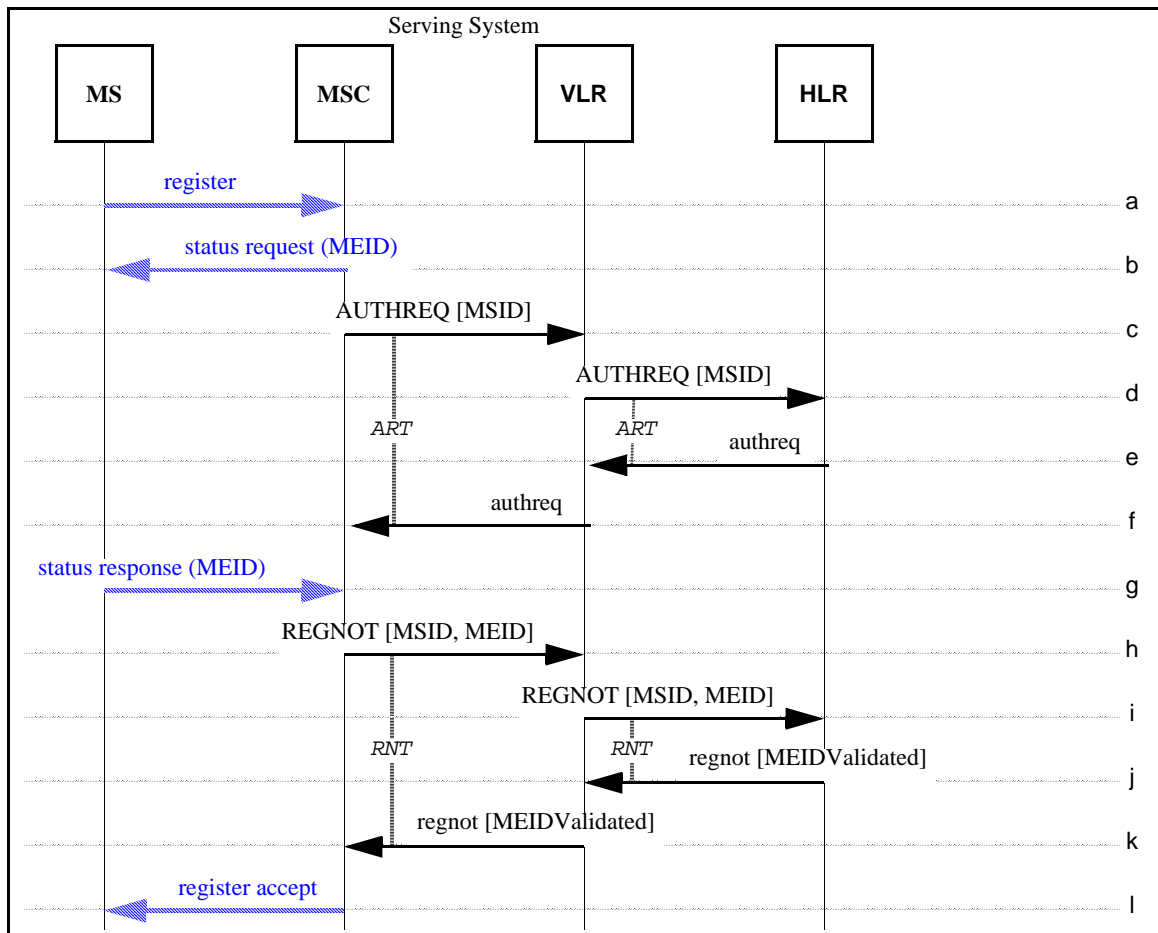 Serving System
MS
MSC
VLR
HLR
register
a
status request (MEID)
b
AUTHREQ [MSID]
c
AUTHREQ [MSID]
d
ART
ART
authreq
e
authreq
f
status response (MEID)
g
REGNOT [MSID, MEID]
h
REGNOT [MSID, MEID]
i
RNT
RNT
regnot [MEIDValidated]
j
regnot [MEIDValidated]
k
register accept
l